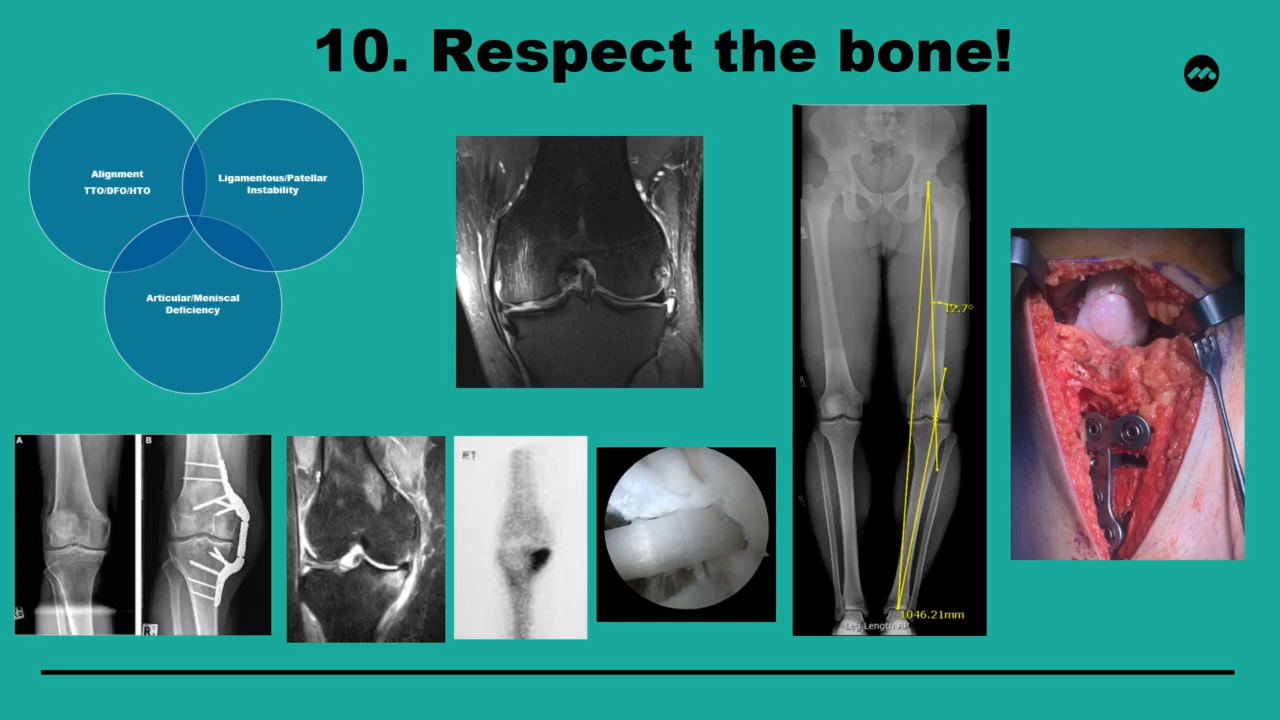 10. Respect the bone!
Alignment
TTO/DFO/HTO
Ligamentous/Patellar
Instability
Articular/Meniscal
Deficiency
12.7°
A
B
R
RT
1046.21mm
Leg Length AP